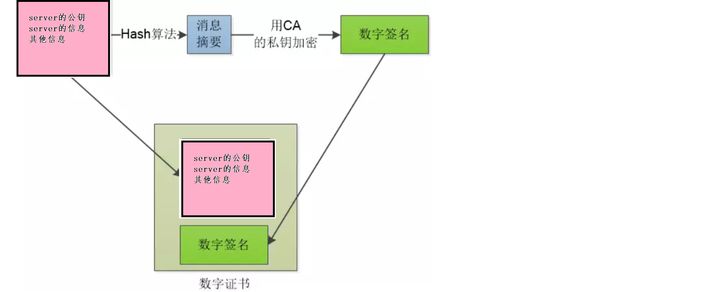 server的公钥
server的信息
其他信息
Hash算法
消息
摘要
用CA
的私钥加密
数字签名
server的公钥
server的信息
其他信息
数字签名
数字证书